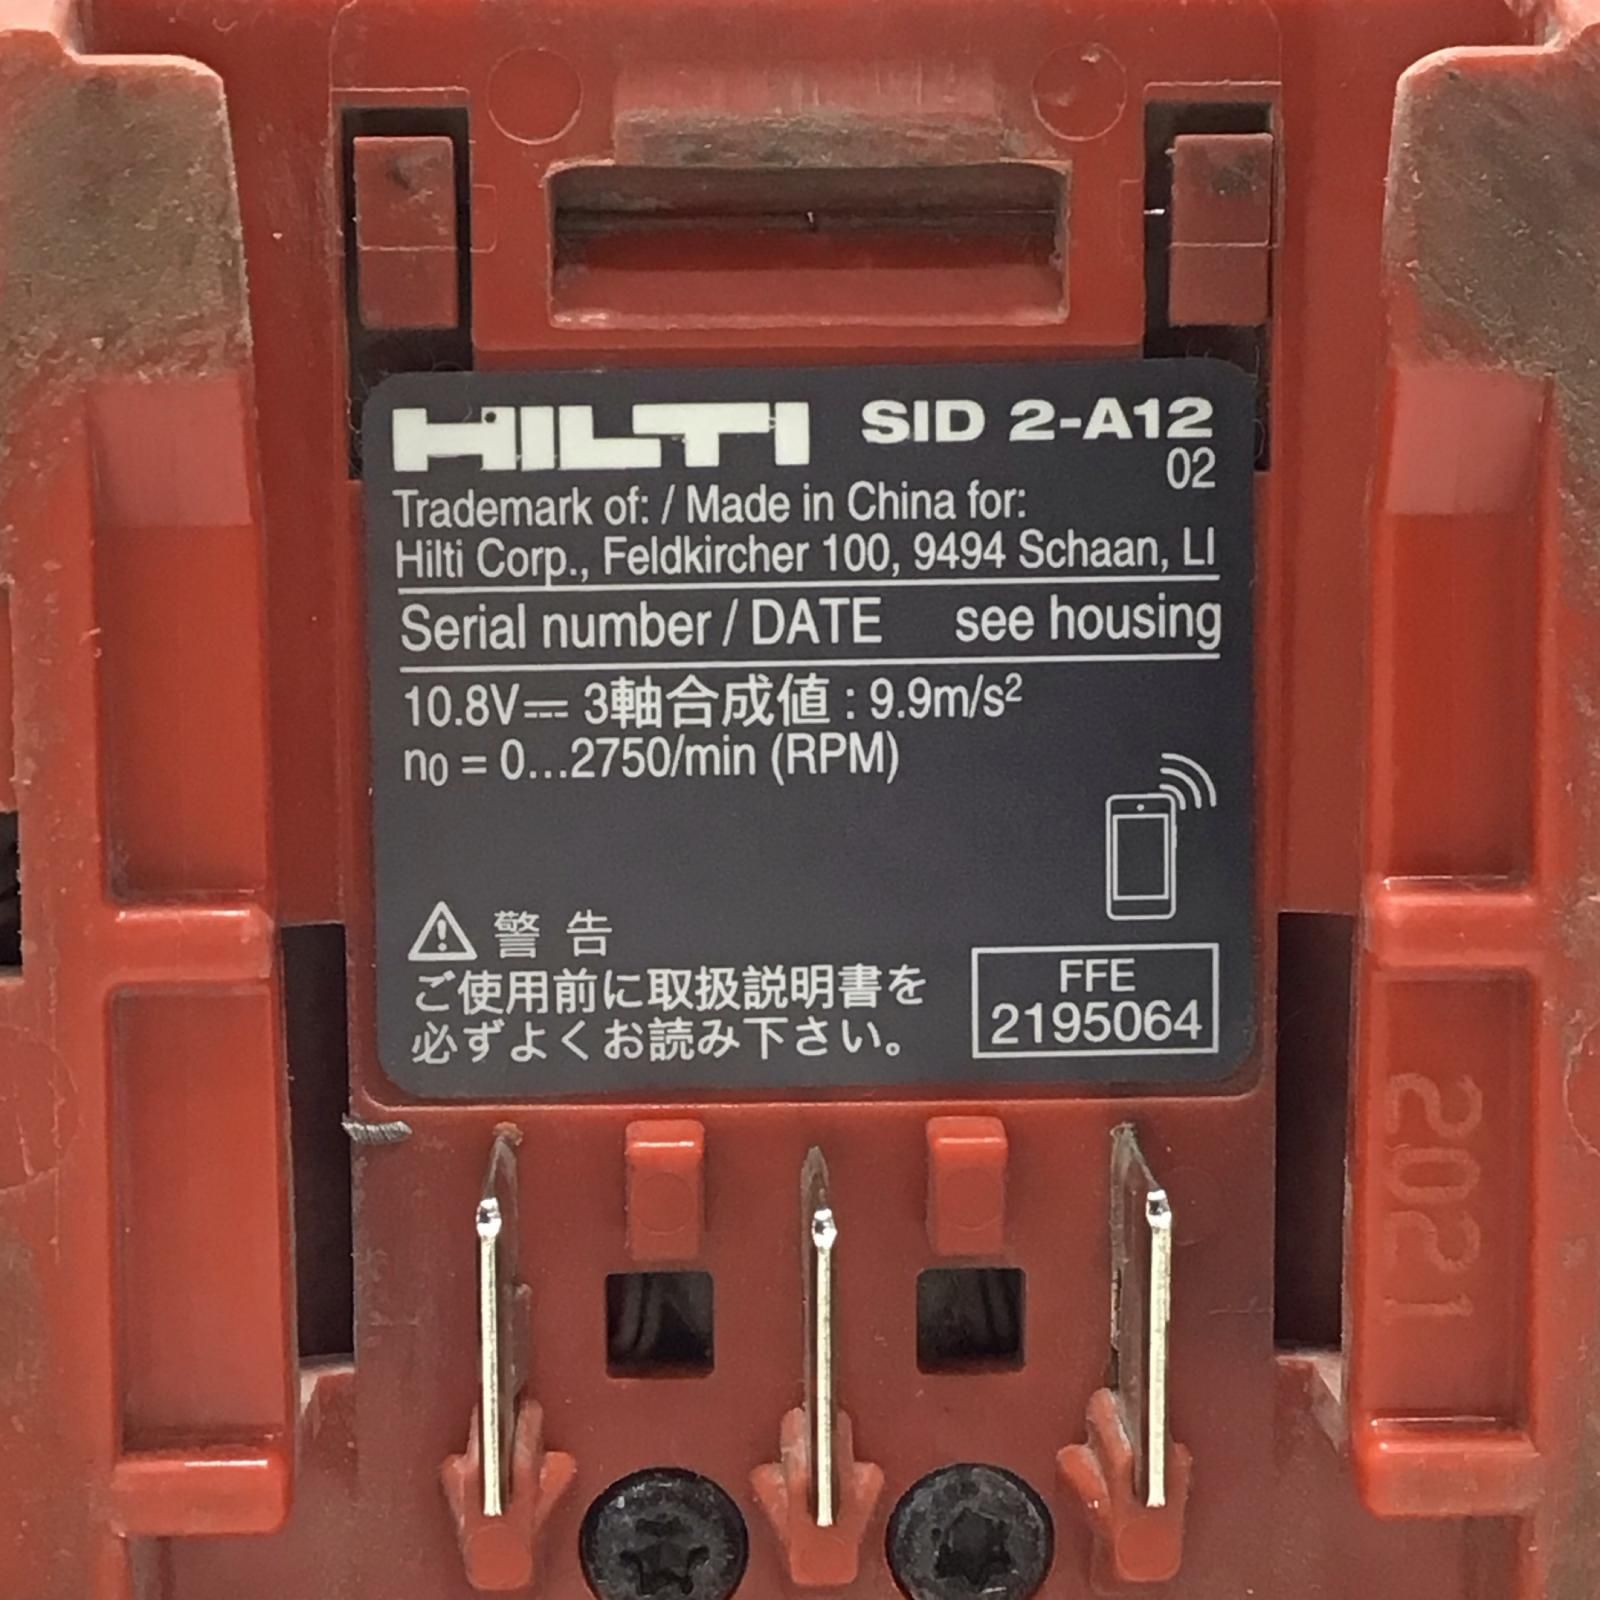 HILTI SID 2-A12
02
Trademark of: / Made in China for:
Hilti Corp., Feldkircher 100, 9494 Schaan, LI
Serial number / DATE see housing
10.8V⎓ 3軸合成値 : 9.9m/s²
n₀ = 0...2750/min (RPM)
⚠ 警告
ご使用前に取扱説明書を
必ずよくお読み下さい。
FFE
2195064
2021